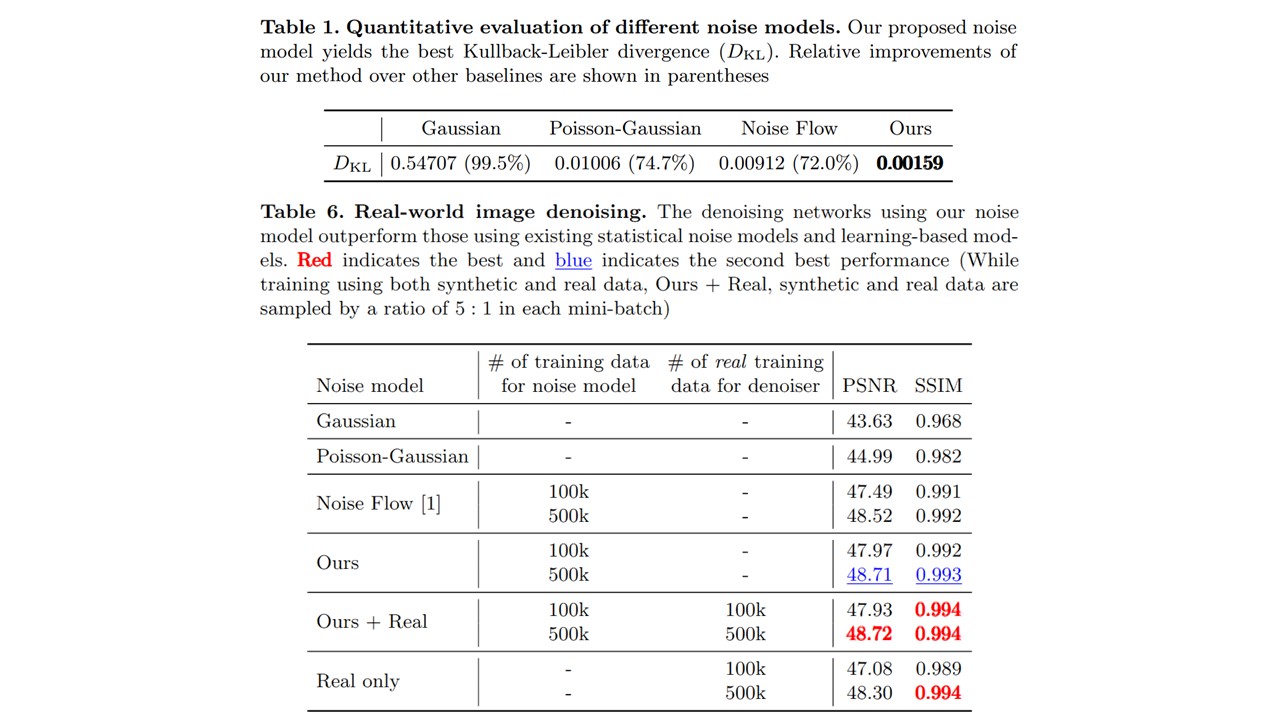 Table 1. Quantitative evaluation of different noise models. Our proposed noise
model yields the best Kullback-Leibler divergence (DKL). Relative improvements of
our method over other baselines are shown in parentheses
Gaussian Poisson-Gaussian Noise Flow Ours
DKL 0.54707 (99.5%) 0.01006 (74.7%) 0.00912 (72.0%) 0.00159
Table 6. Real-world image denoising. The denoising networks using our noise
model outperform those using existing statistical noise models and learning-based mod-
els. Red indicates the best and blue indicates the second best performance (While
training using both synthetic and real data, Ours + Real, synthetic and real data are
sampled by a ratio of 5 : 1 in each mini-batch)
# of training data # of real training
Noise model for noise model data for denoiser PSNR SSIM
Gaussian - - 43.63 0.968
Poisson-Gaussian - - 44.99 0.982
Noise Flow [1]
100k - 47.49 0.991
500k - 48.52 0.992
Ours
100k - 47.97 0.992
500k - 48.71 0.993
Ours + Real
100k 100k 47.93 0.994
500k 500k 48.72 0.994
Real only
- 100k 47.08 0.989
- 500k 48.30 0.994